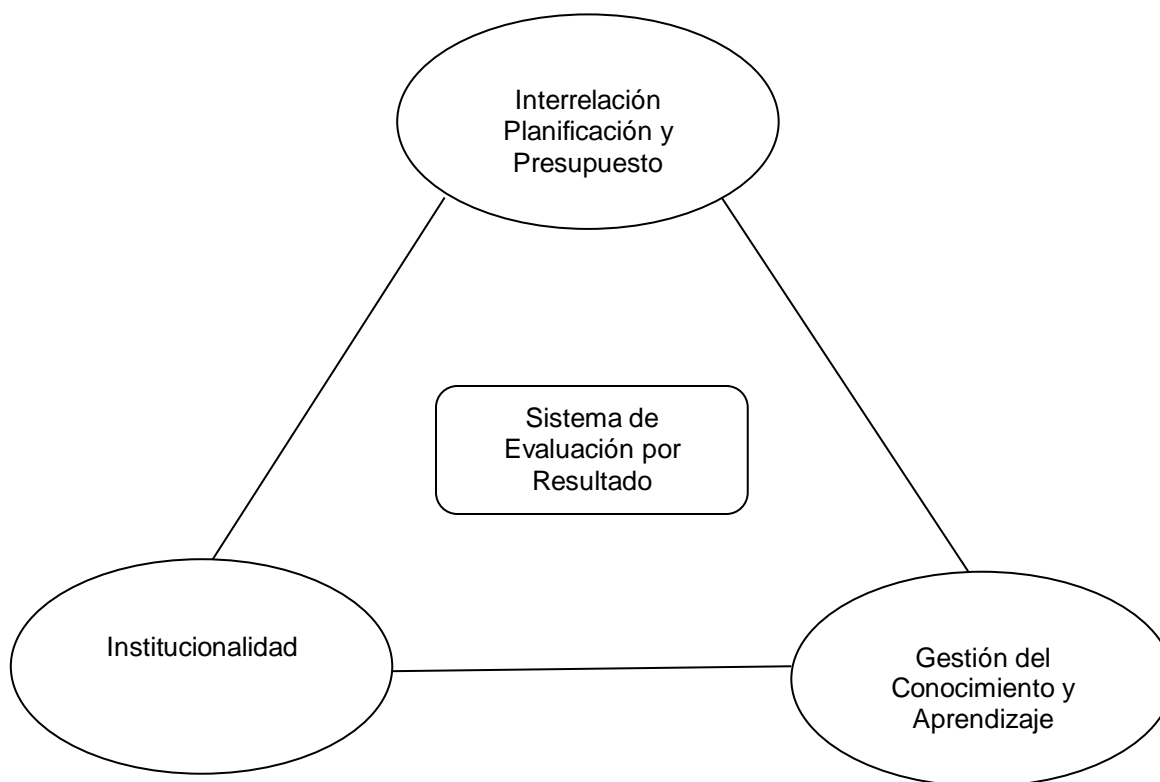 Interrelación
Planificación y
Presupuesto
Sistema de
Evaluación por
Resultado
Institucionalidad
Gestión del
Conocimiento y
Aprendizaje